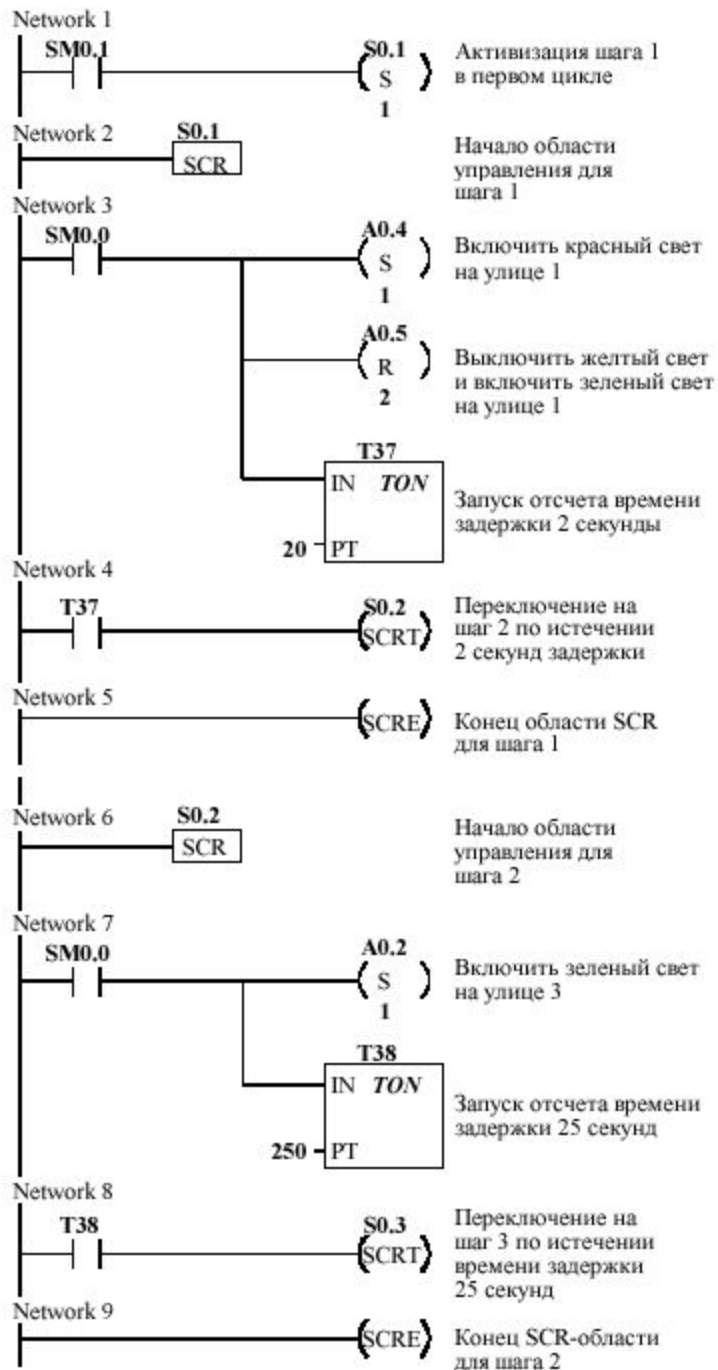 Network 1
SM0.1
S0.1
S
1
Активизация шага 1
в первом цикле
Network 2
S0.1
SCR
Начало области
управления для
шага 1
Network 3
SM0.0
A0.4
S
1
Включить красный свет
на улице 1
A0.5
R
2
Выключить желтый свет
и включить зеленый свет
на улице 1
T37
IN TON
20 PT
Запуск отсчета времени
задержки 2 секунды
Network 4
T37
S0.2
SCRT
Переключение на
шаг 2 по истечении
2 секунд задержки
Network 5
SCRE
Конец области SCR
для шага 1
Network 6
S0.2
SCR
Начало области
управления для
шага 2
Network 7
SM0.0
A0.2
S
1
Включить зеленый свет
на улице 3
T38
IN TON
250 PT
Запуск отсчета времени
задержки 25 секунд
Network 8
T38
S0.3
SCRT
Переключение на
шаг 3 по истечении
времени задержки
25 секунд
Network 9
SCRE
Конец SCR-области
для шага 2